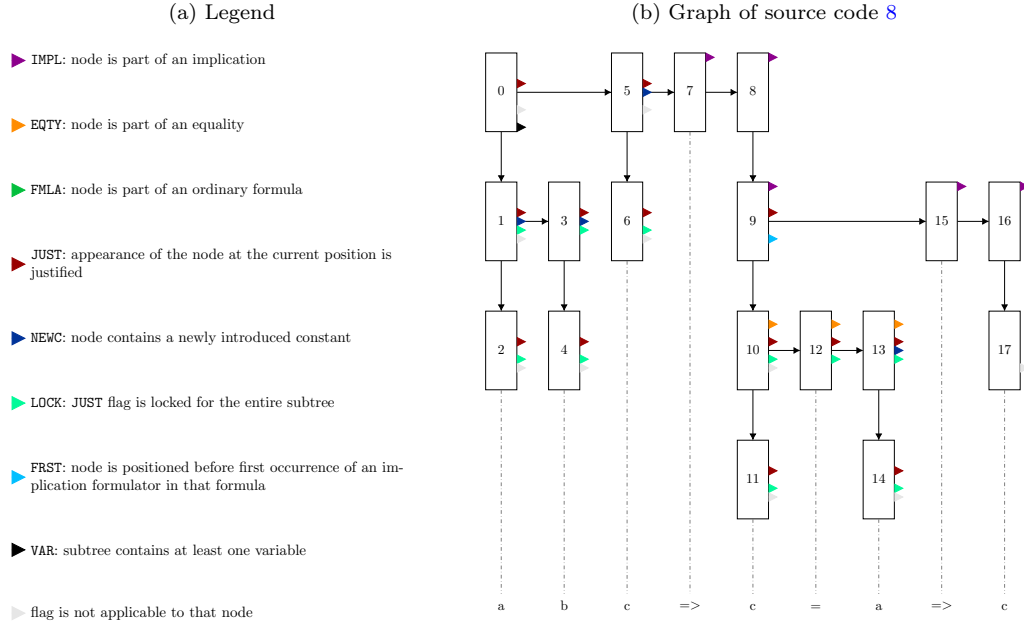 (a) Legend
IMPL: node is part of an implication
EQTY: node is part of an equality
FMLA: node is part of an ordinary formula
JUST: appearance of the node at the current position is
justified
NEWC: node contains a newly introduced constant
LOCK: JUST flag is locked for the entire subtree
FRST: node is positioned before first occurrence of an im-
plication formulator in that formula
VAR: subtree contains at least one variable
flag is not applicable to that node
(b) Graph of source code 8
0 5 7 8
1 3 6 9 15 16
2 4 10 12 13 17
11 14
a b c => c = a => c